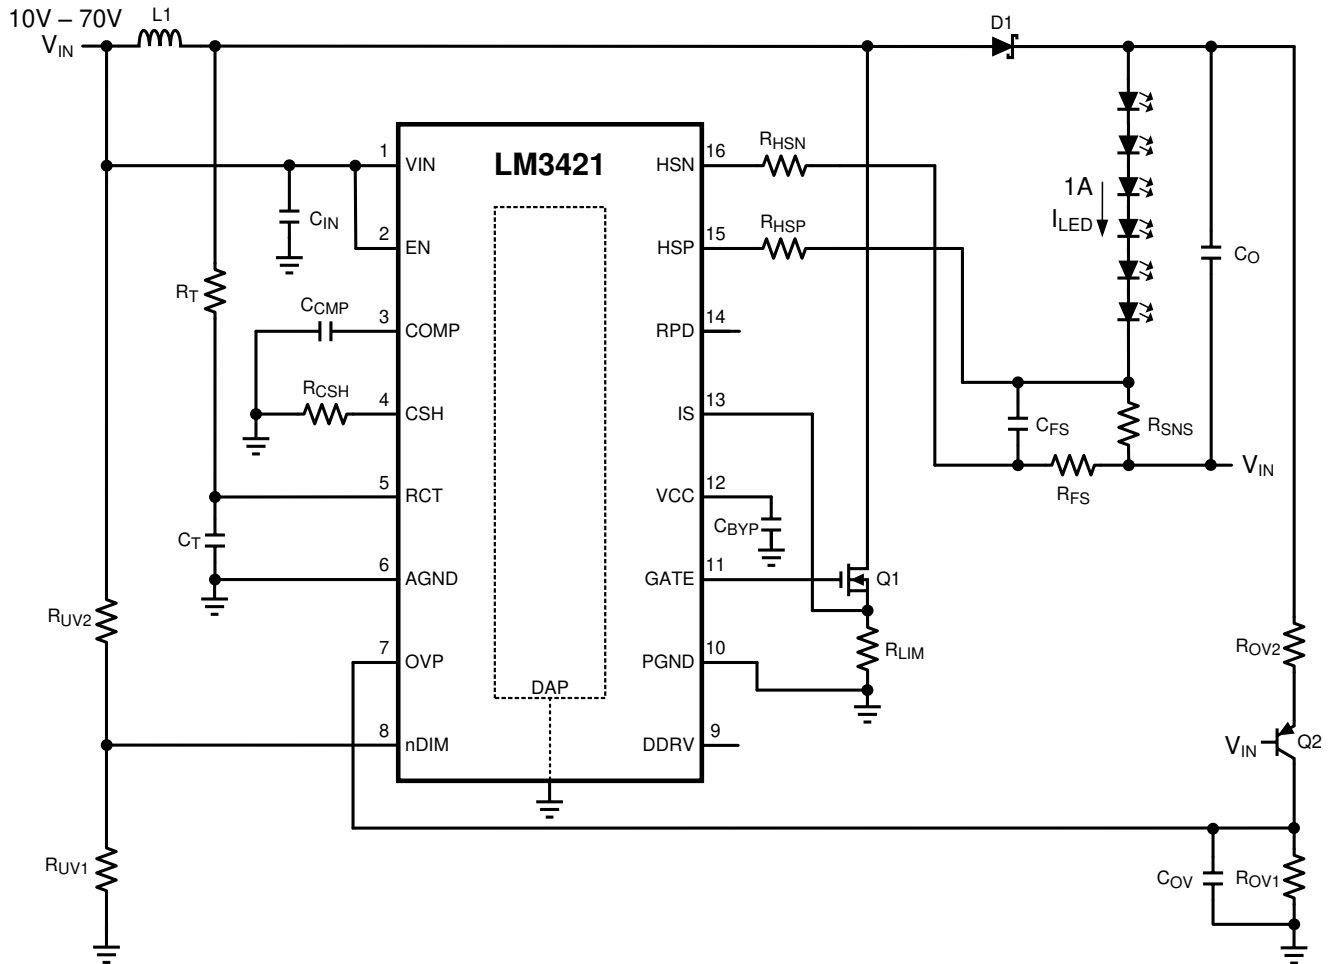 10V – 70V
L1
D1
VIN
LM3421
1
VIN
HSN
16
RHSN
CIN
1A
ILED
2
EN
HSP
15
RHSP
CO
RT
CCMP
3
COMP
RPD
14
RCSH
4
CSH
IS
13
CFS
RSNS
VIN
RFS
5
RCT
VCC
12
CBYP
CT
6
AGND
GATE
11
Q1
RUV2
7
OVP
PGND
10
RLIM
ROV2
DAP
8
nDIM
DDRV
9
VIN
Q2
RUV1
COV
ROV1